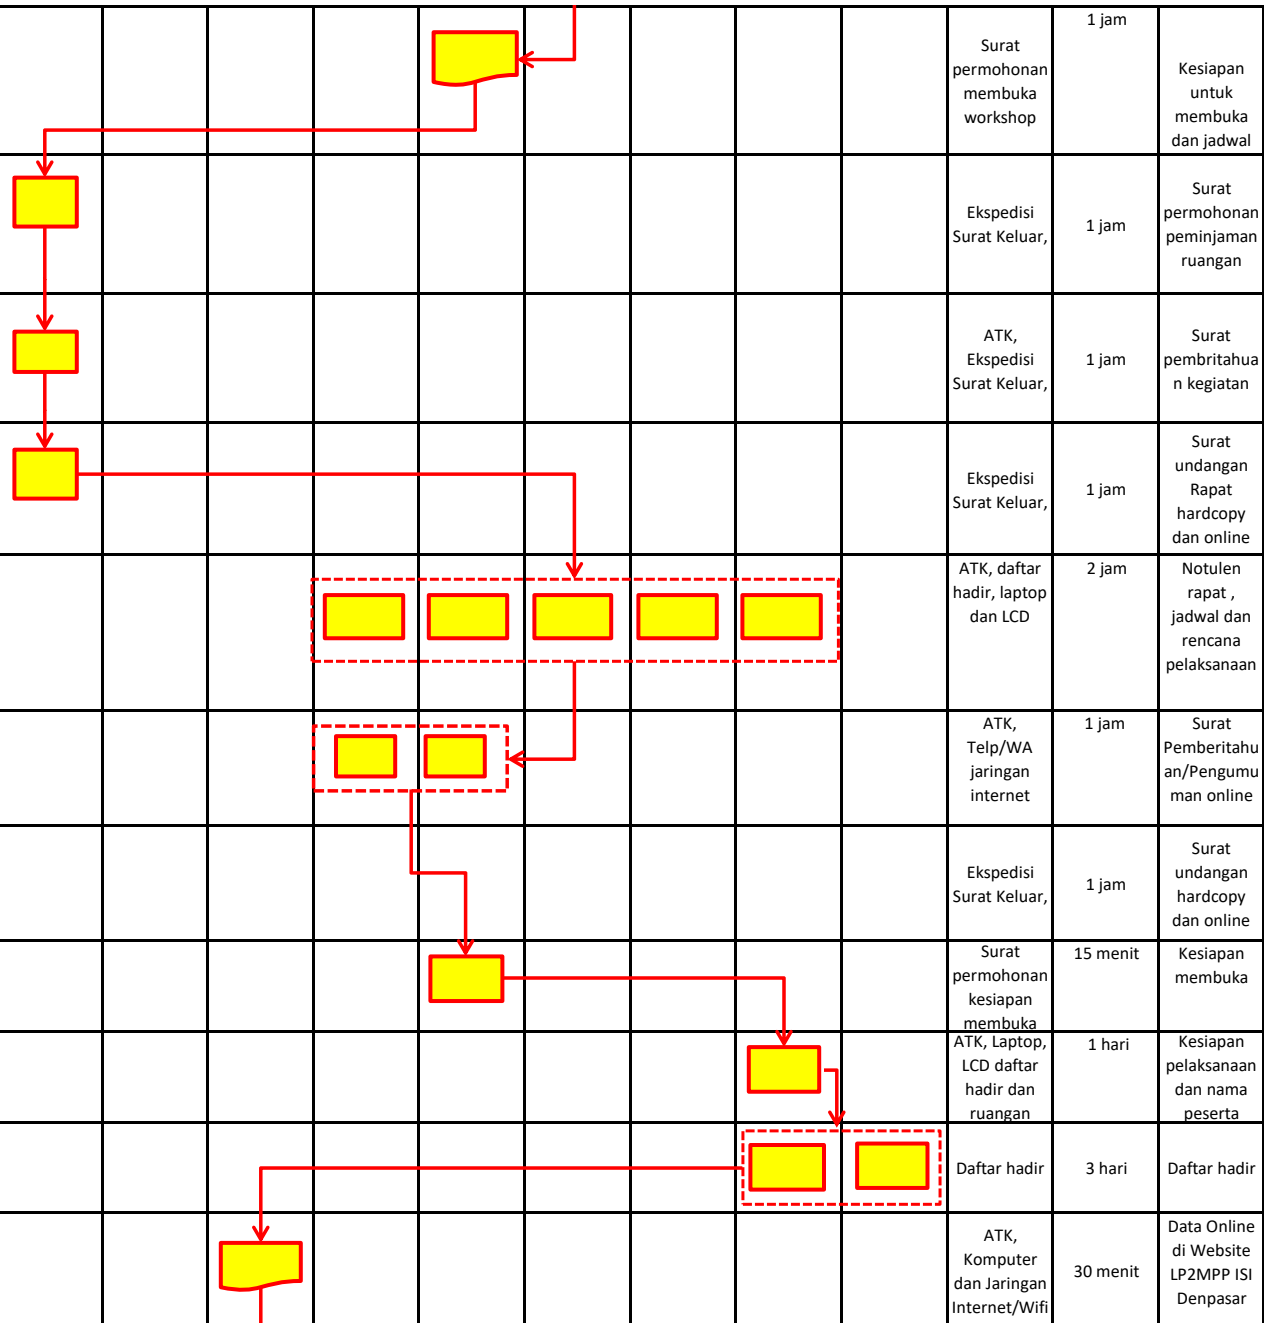 Surat
permohonan
membuka
workshop
1 jam
Kesiapan
untuk
membuka
dan jadwal
Ekspedisi
Surat Keluar,
1 jam
Surat
permohonan
peminjaman
ruangan
ATK,
Ekspedisi
Surat Keluar,
1 jam
Surat
pembritahua
n kegiatan
Ekspedisi
Surat Keluar,
1 jam
Surat
undangan
Rapat
hardcopy
dan online
ATK, daftar
hadir, laptop
dan LCD
2 jam
Notulen
rapat ,
jadwal dan
rencana
pelaksanaan
ATK,
Telp/WA
jaringan
internet
1 jam
Surat
Pemberitahu
an/Pengumu
man online
Ekspedisi
Surat Keluar,
1 jam
Surat
undangan
hardcopy
dan online
Surat
permohonan
kesiapan
membuka
15 menit
Kesiapan
membuka
ATK, Laptop,
LCD daftar
hadir dan
ruangan
1 hari
Kesiapan
pelaksanaan
dan nama
peserta
Daftar hadir
3 hari
Daftar hadir
ATK,
Komputer
dan Jaringan
Internet/Wifi
30 menit
Data Online
di Website
LP2MPP ISI
Denpasar